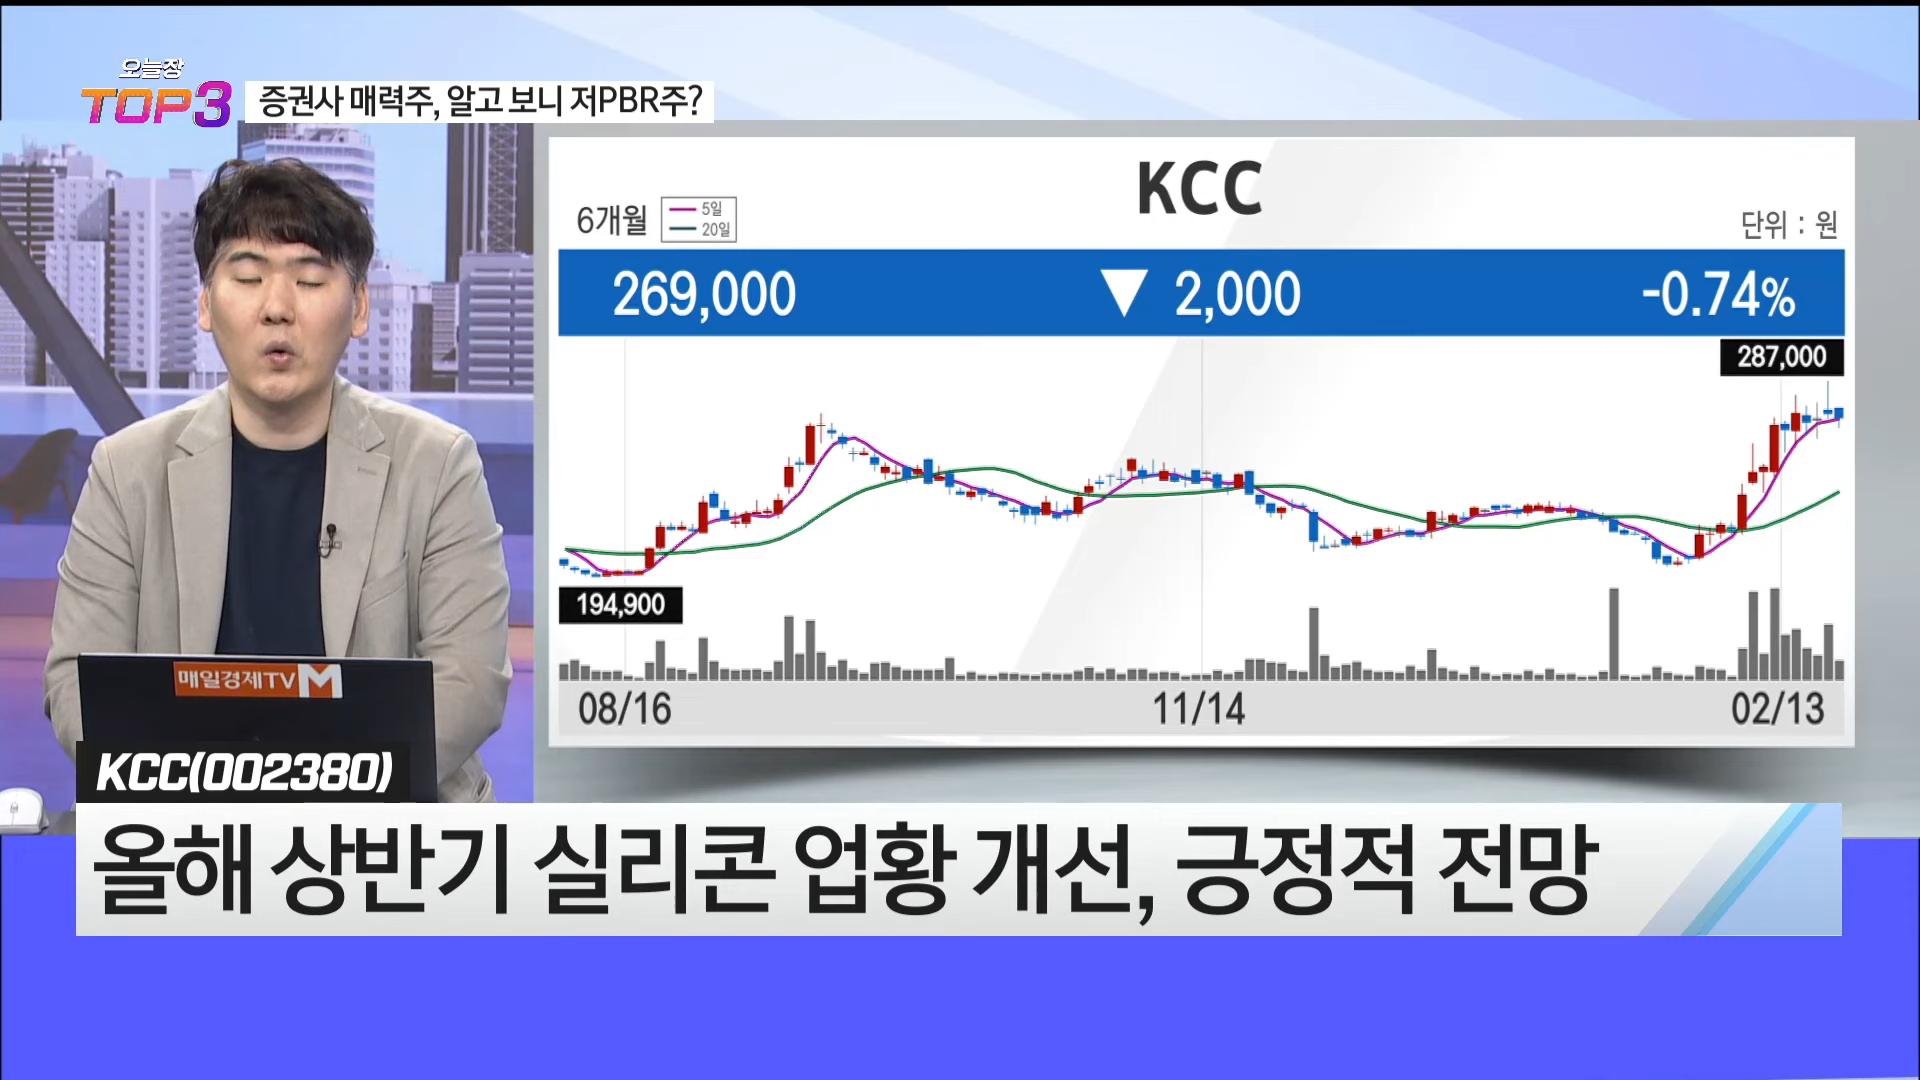 오늘장
TOP3
증권사 매력주, 알고 보니 저PBR주?
KCC
6개월
5일
20일
단위 : 원
269,000 ▼ 2,000 -0.74%
287,000
194,900
08/16 11/14 02/13
매일경제TV M
KCC(002380)
올해 상반기 실리콘 업황 개선, 긍정적 전망